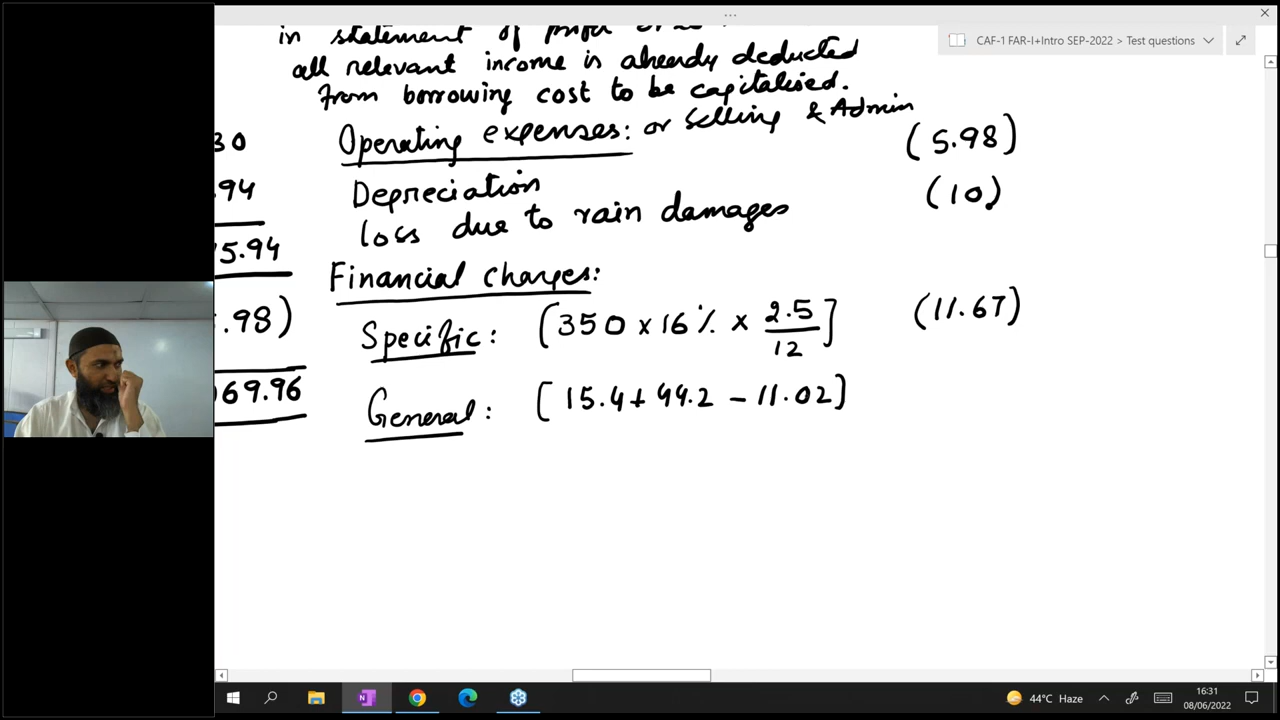 in statement of
CAF-1 FAR-I+Intro SEP-2022 > Test questions
all relevant income is already deducted
from borrowing cost to be capitalised.
30 Operating expenses: or Selling & Admin (5.98)
.94 Depreciation (10)
loss due to rain damages
5.94
Financial charges:
.98) Specific: [350 x 16% x 2.5/12] (11.67)
69.96 General: [15.4 + 44.2 - 11.02]
44°C Haze
16:31
08/06/2022